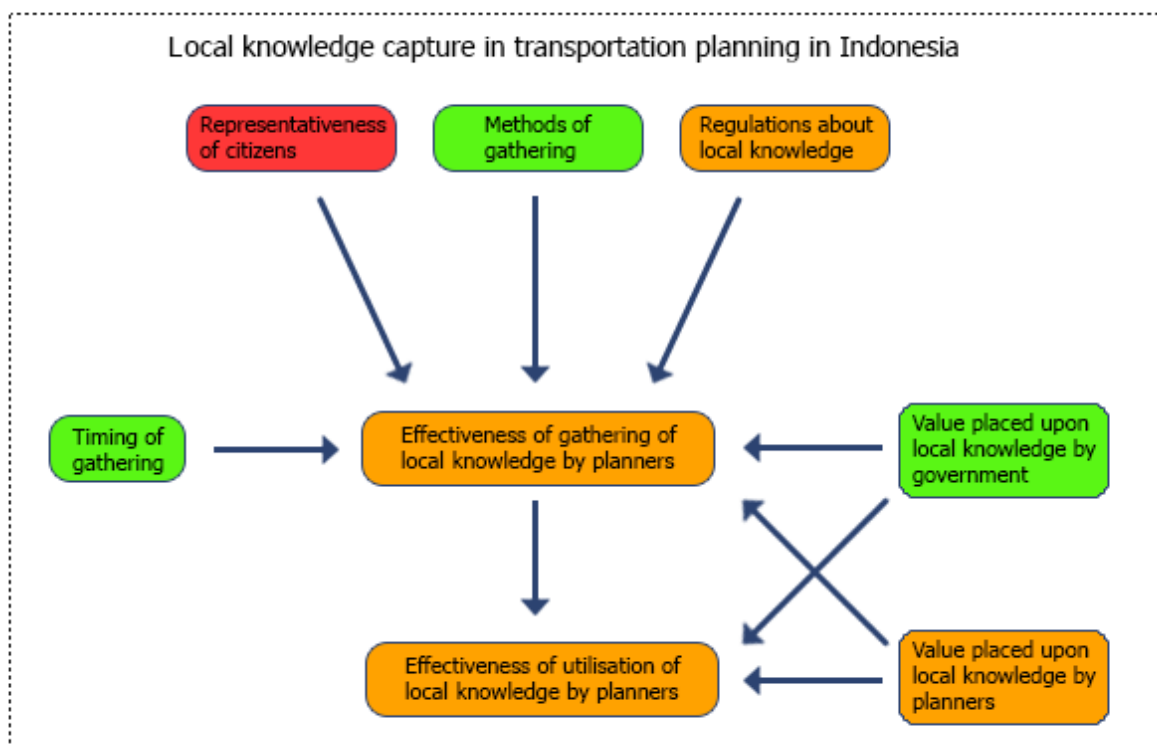 Local knowledge capture in transportation planning in Indonesia
Representativeness
of citizens
Methods of
gathering
Regulations about
local knowledge
Timing of
gathering
Effectiveness of gathering of
local knowledge by planners
Value placed upon
local knowledge by
government
Effectiveness of utilisation of
local knowledge by planners
Value placed upon
local knowledge by
planners